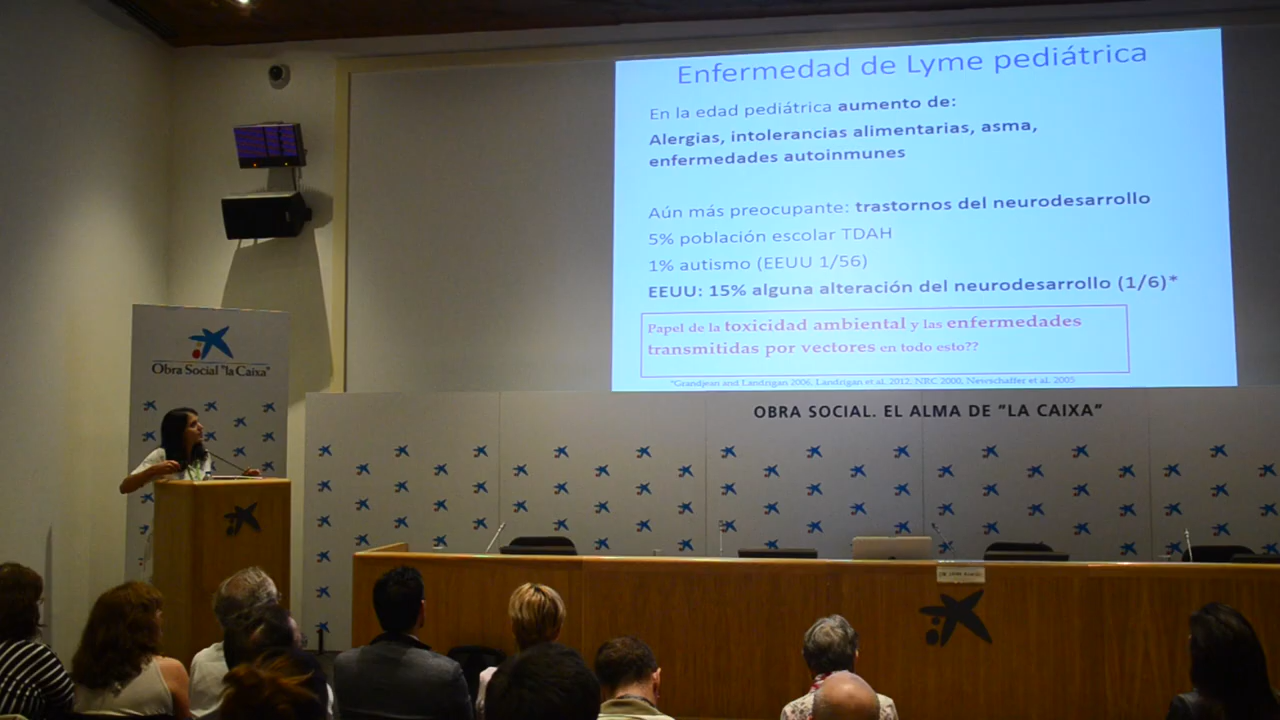 Enfermedad de Lyme pediátrica
En la edad pediátrica aumento de:
Alergias, intolerancias alimentarias, asma,
enfermedades autoinmunes
Aún más preocupante: trastornos del neurodesarrollo
5% población escolar TDAH
1% autismo (EEUU 1/56)
EEUU: 15% alguna alteración del neurodesarrollo (1/6)*
Papel de la toxicidad ambiental y las enfermedades
transmitidas por vectores en todo esto??
*Grandjean and Landrigan 2006, Landrigan et al. 2012, NRC 2000, Newschaffer et al. 2005
Obra Social "la Caixa"
OBRA SOCIAL. EL ALMA DE "LA CAIXA"